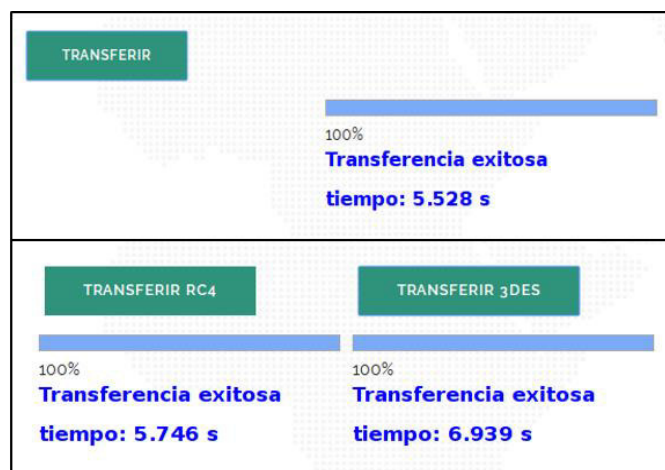 TRANSFERIR
100%
Transferencia exitosa
tiempo: 5.528 s
TRANSFERIR RC4
100%
Transferencia exitosa
tiempo: 5.746 s
TRANSFERIR 3DES
100%
Transferencia exitosa
tiempo: 6.939 s